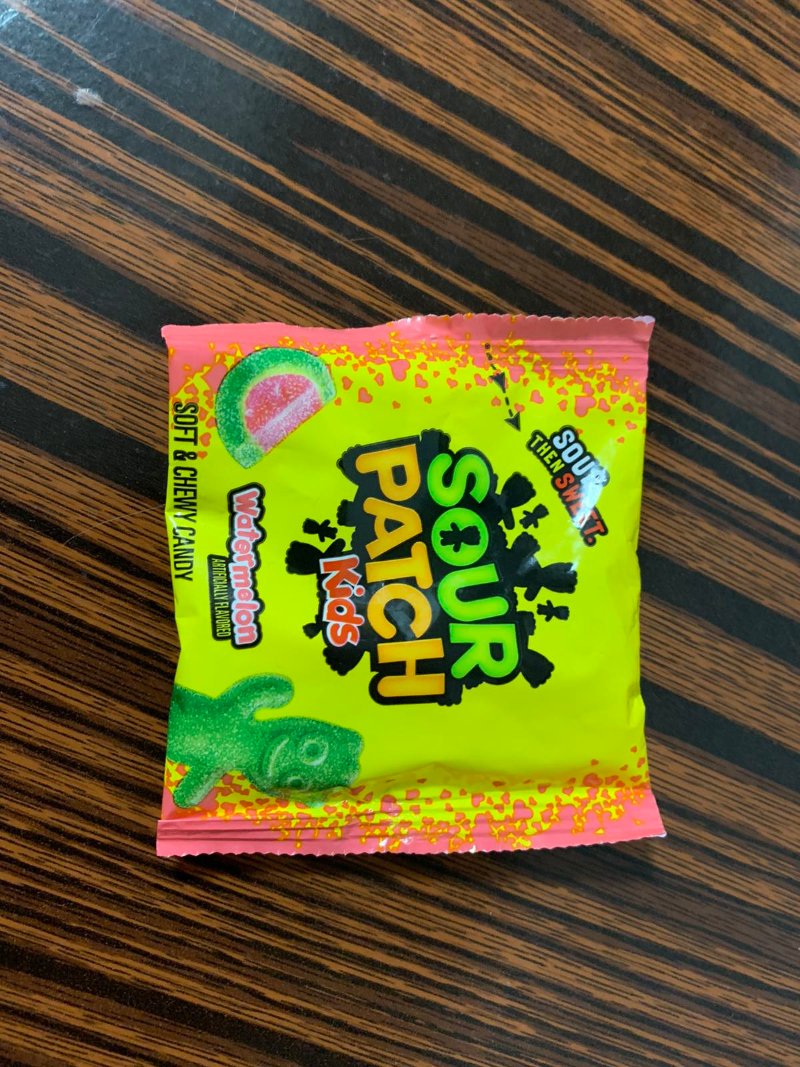 SOUR
THEN SWEET.
SOUR
PATCH
Kids
Watermelon
ARTIFICIALLY FLAVORED
SOFT & CHEWY CANDY